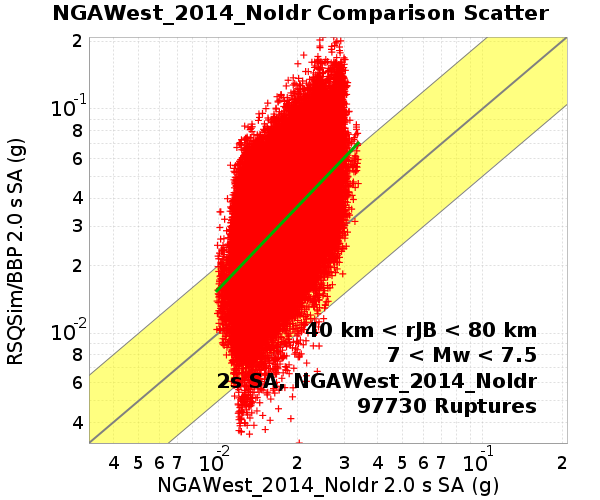 NGAWest_2014_NoIdr Comparison Scatter
RSQSim/BBP 2.0 s SA (g)
2
10-1
8
6
4
3
2
10-2
8
6
4
40 km < rJB < 80 km
7 < Mw < 7.5
2s SA, NGAWest_2014_NoIdr
97730 Ruptures
4 5 6 7 10-2 2 3 4 5 6 7 10-1 2
NGAWest_2014_NoIdr 2.0 s SA (g)